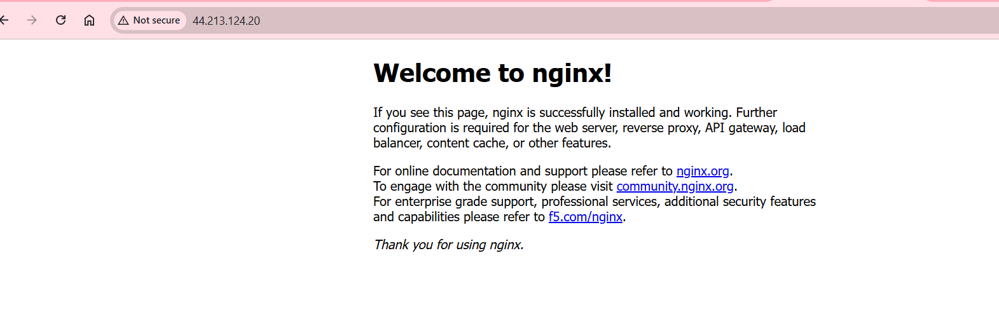 Not secure 44.213.124.20
Welcome to nginx!
If you see this page, nginx is successfully installed and working. Further
configuration is required for the web server, reverse proxy, API gateway, load
balancer, content cache, or other features.
For online documentation and support please refer to nginx.org.
To engage with the community please visit community.nginx.org.
For enterprise grade support, professional services, additional security features
and capabilities please refer to f5.com/nginx.
Thank you for using nginx.